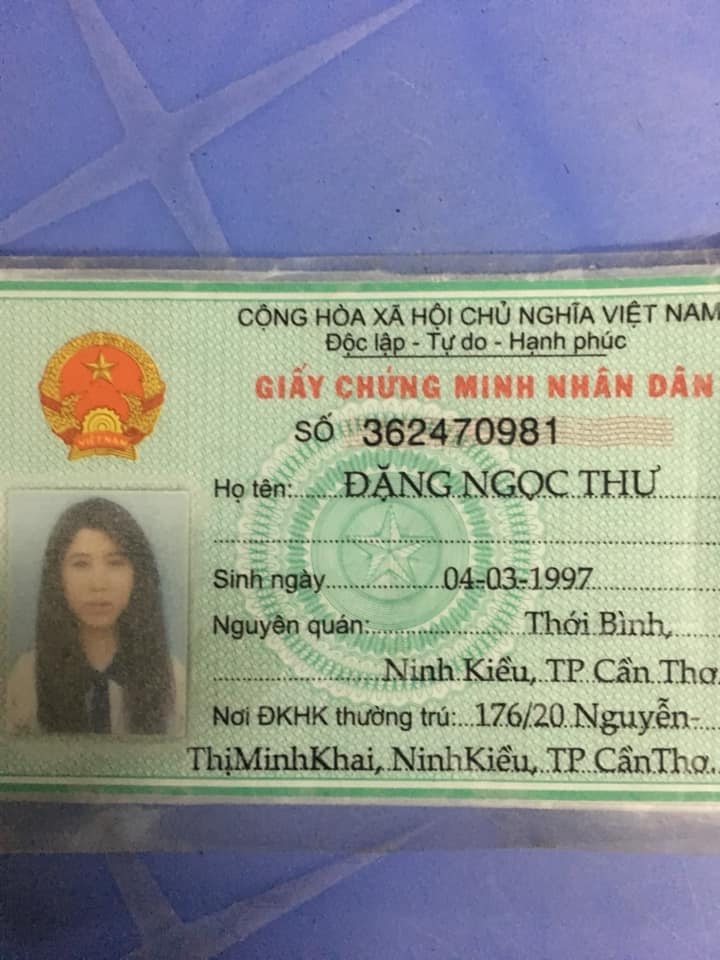 CỘNG HÒA XÃ HỘI CHỦ NGHĨA VIỆT NAM
Độc lập - Tự do - Hạnh phúc
GIẤY CHỨNG MINH NHÂN DÂN
SỐ 362470981
Họ tên: ĐẶNG NGỌC THƯ
Sinh ngày 04-03-1997
Nguyên quán: Thới Bình,
Ninh Kiều, TP Cần Thơ
Nơi ĐKHK thường trú: 176/20 Nguyễn-
ThịMinhKhai, NinhKiều, TP CầnThơ.
VIỆT NAM